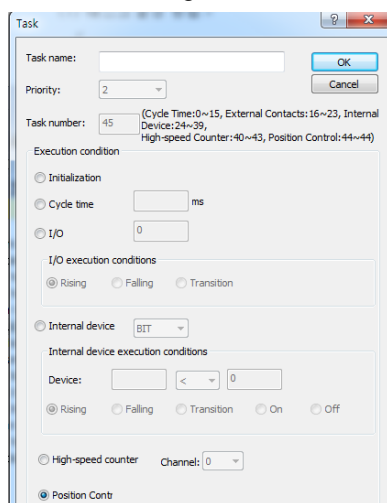 Task
Task name:
OK
Priority: 2
Cancel
Task number: 45 (Cycle Time:0~15, External Contacts:16~23, Internal
Device:24~39,
High-speed Counter:40~43, Position Control:44~44)
Execution condition
Initialization
Cycle time ms
I/O 0
I/O execution conditions
Rising Falling Transition
Internal device BIT
Internal device execution conditions
Device: < 0
Rising Falling Transition On Off
High-speed counter Channel: 0
Position Contr